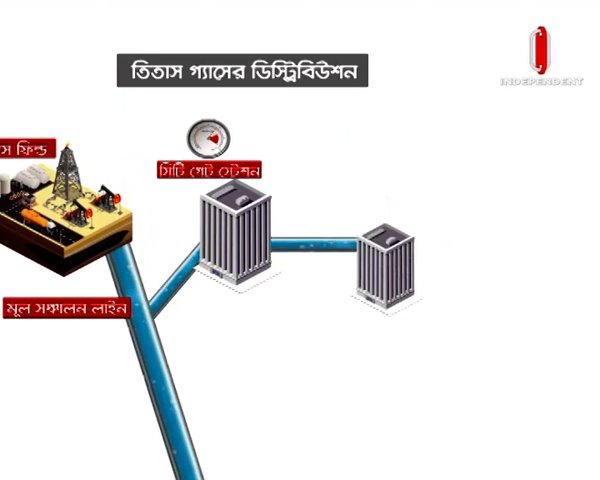 তিতাস গ্যাসের ডিস্ট্রিবিউশন
INDEPENDENT
স ফিল্ড
সিটি গেট স্টেশন
মূল সঞ্চালন লাইন